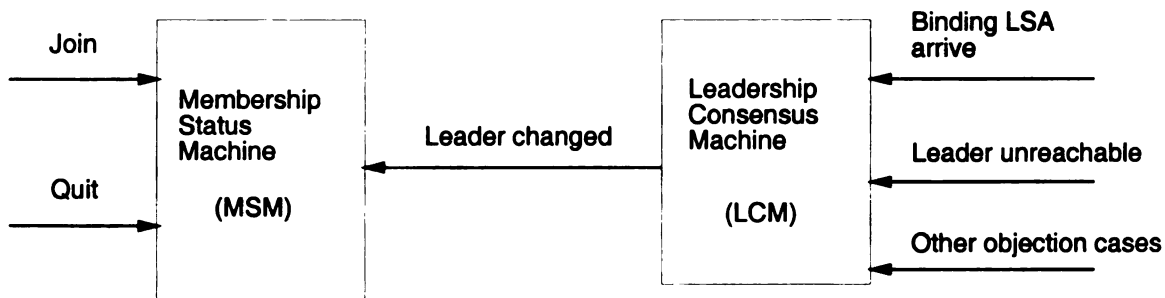 Join
Quit
Membership
Status
Machine
(MSM)
Leader changed
Leadership
Consensus
Machine
(LCM)
Binding LSA
arrive
Leader unreachable
Other objection cases